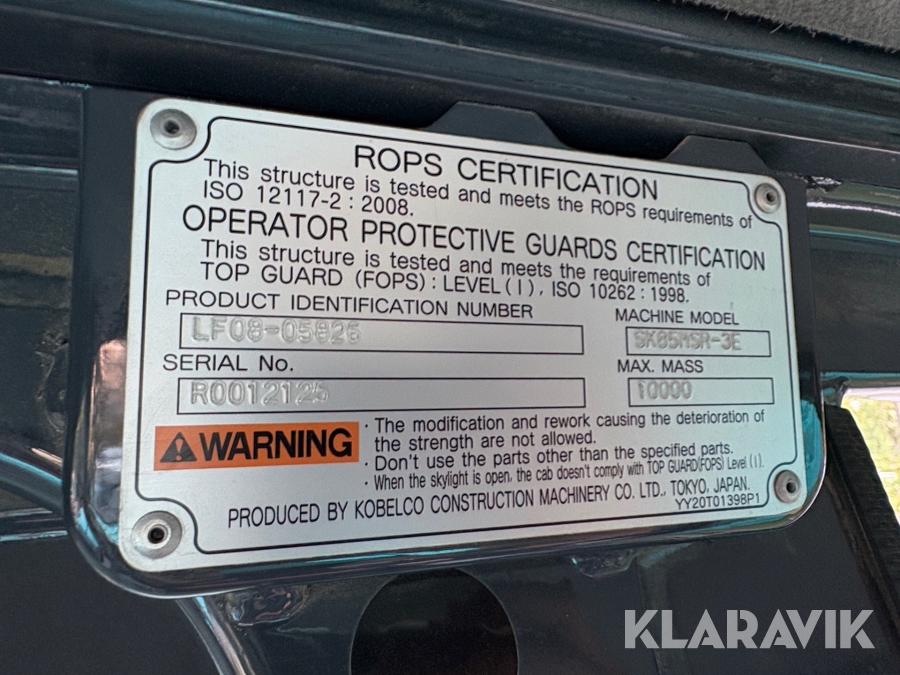 ROPS CERTIFICATION
This structure is tested and meets the ROPS requirements of
ISO 12117-2 : 2008.
OPERATOR PROTECTIVE GUARDS CERTIFICATION
This structure is tested and meets the requirements of
TOP GUARD (FOPS) : LEVEL ( I ) , ISO 10262 : 1998.
PRODUCT IDENTIFICATION NUMBER
LF08-05826
MACHINE MODEL
SK85MSR-3E
SERIAL No.
R0012125
MAX. MASS
10000
WARNING
· The modification and rework causing the deterioration of
the strength are not allowed.
· Don't use the parts other than the specified parts.
· When the skylight is open, the cab doesn't comply with TOP GUARD(FOPS) Level ( I ).
PRODUCED BY KOBELCO CONSTRUCTION MACHINERY CO. LTD., TOKYO, JAPAN.
YY20T01398P1
KLARAVIK